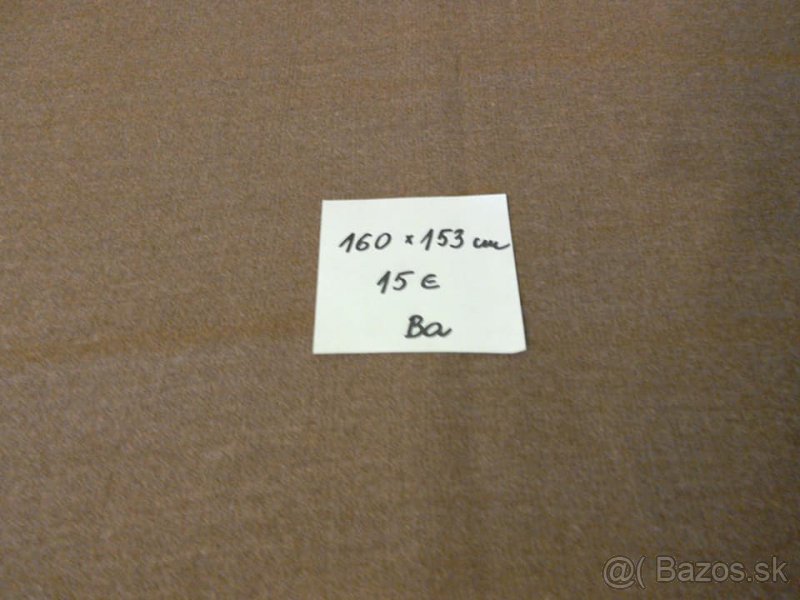 160 x 153 cm
15 €
Ba
@( Bazos.sk